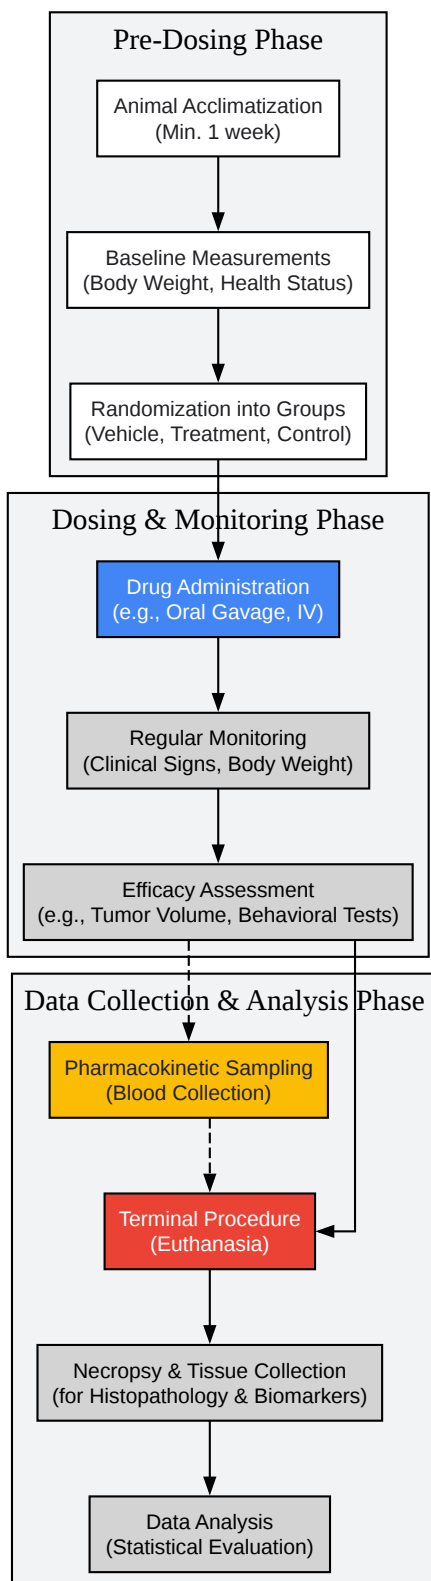 Pre-Dosing Phase
Animal Acclimatization
(Min. 1 week)
Baseline Measurements
(Body Weight, Health Status)
Randomization into Groups
(Vehicle, Treatment, Control)
Dosing & Monitoring Phase
Drug Administration
(e.g., Oral Gavage, IV)
Regular Monitoring
(Clinical Signs, Body Weight)
Efficacy Assessment
(e.g., Tumor Volume, Behavioral Tests)
Data Collection & Analysis Phase
Pharmacokinetic Sampling
(Blood Collection)
Terminal Procedure
(Euthanasia)
Necropsy & Tissue Collection
(for Histopathology & Biomarkers)
Data Analysis
(Statistical Evaluation)